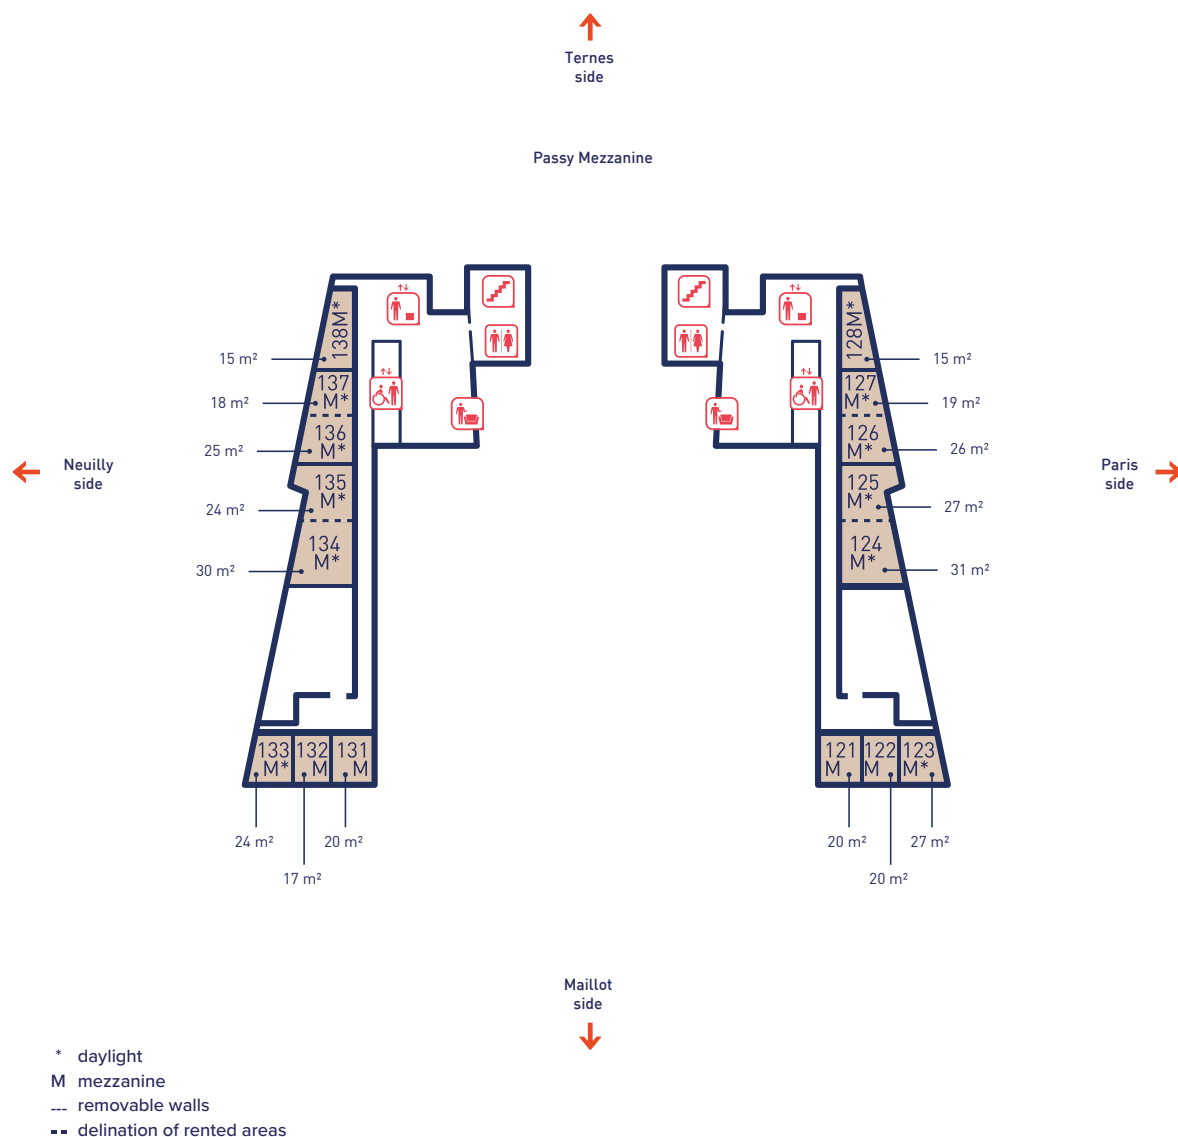 Ternes
side
Passy Mezzanine
138M*
128M*
15 m²
15 m²
137
M*
127
M*
18 m²
19 m²
136
M*
126
M*
25 m²
26 m²
Neuilly
side
Paris
side
135
M*
125
M*
24 m²
27 m²
134
M*
124
M*
30 m²
31 m²
133
M*
132
M
131
M
121
M
122
M
123
M*
24 m²
20 m²
20 m²
27 m²
17 m²
20 m²
Maillot
side
* daylight
M mezzanine
--- removable walls
-- delination of rented areas